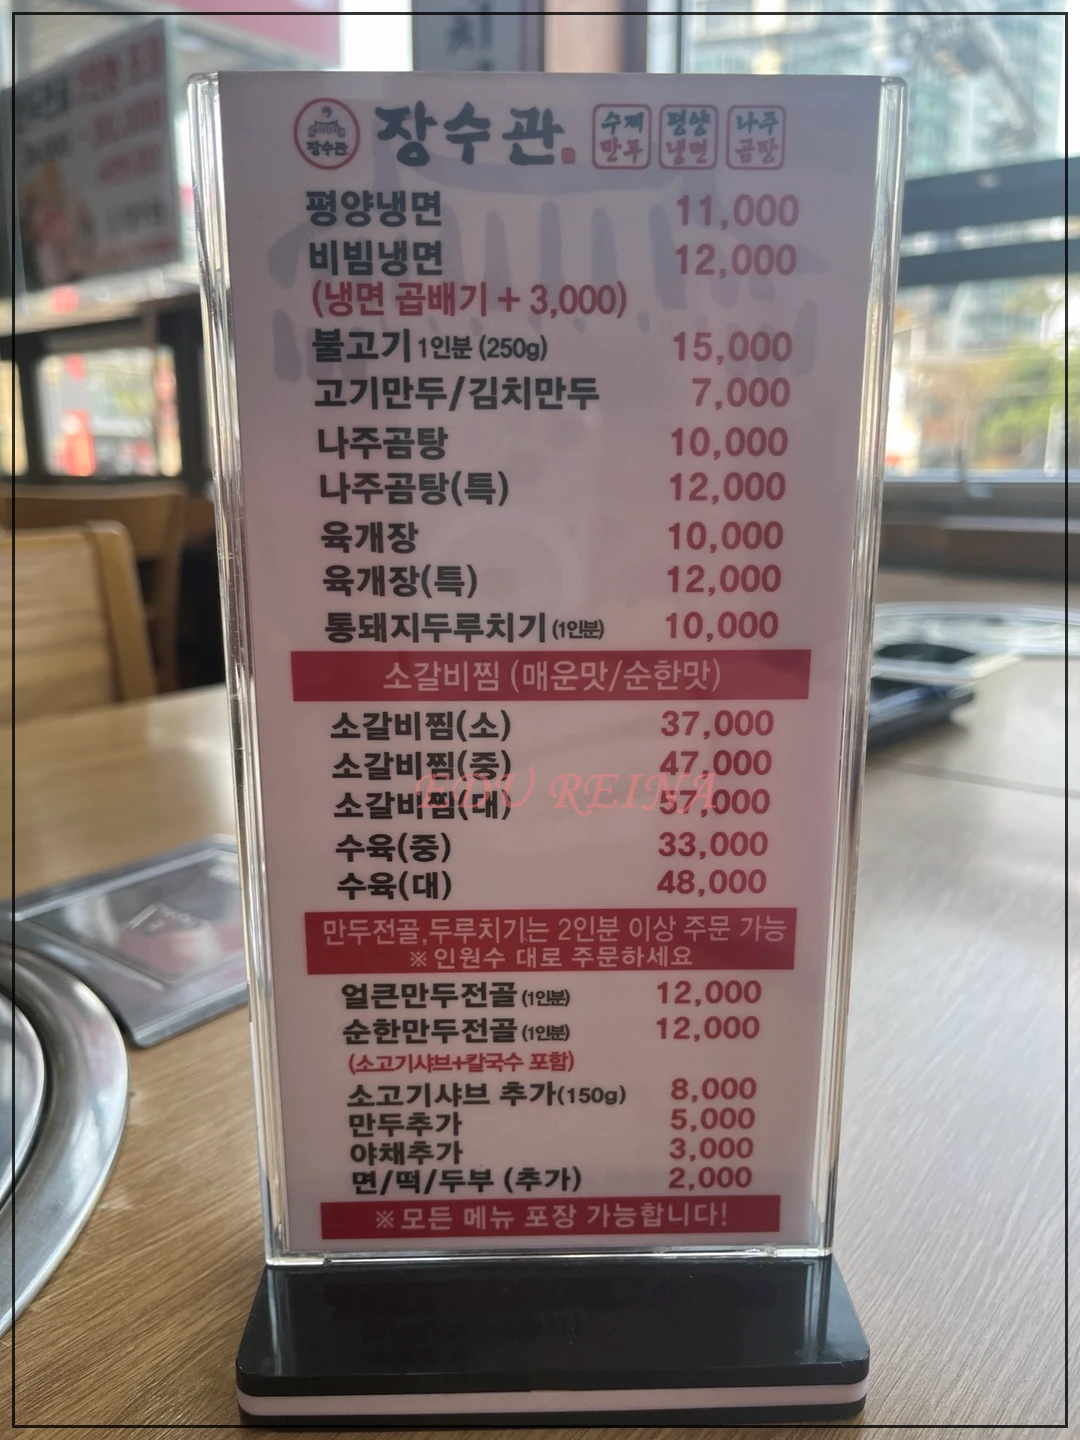 장수관 장수관 수제만두 평양냉면 나주곰탕
평양냉면 11,000
비빔냉면 12,000
(냉면 곱배기 + 3,000)
불고기 1인분 (250g) 15,000
고기만두/김치만두 7,000
나주곰탕 10,000
나주곰탕(특) 12,000
육개장 10,000
육개장(특) 12,000
통돼지두루치기 (1인분) 10,000
소갈비찜 (매운맛/순한맛)
소갈비찜(소) 37,000
소갈비찜(중) 47,000
EDU REINA
소갈비찜(대) 57,000
수육(중) 33,000
수육(대) 48,000
만두전골,두루치기는 2인분 이상 주문 가능
※ 인원수 대로 주문하세요
얼큰만두전골 (1인분) 12,000
순한만두전골 (1인분) 12,000
(소고기샤브+칼국수 포함)
소고기샤브 추가(150g) 8,000
만두추가 5,000
야채추가 3,000
면/떡/두부 (추가) 2,000
※ 모든 메뉴 포장 가능합니다!